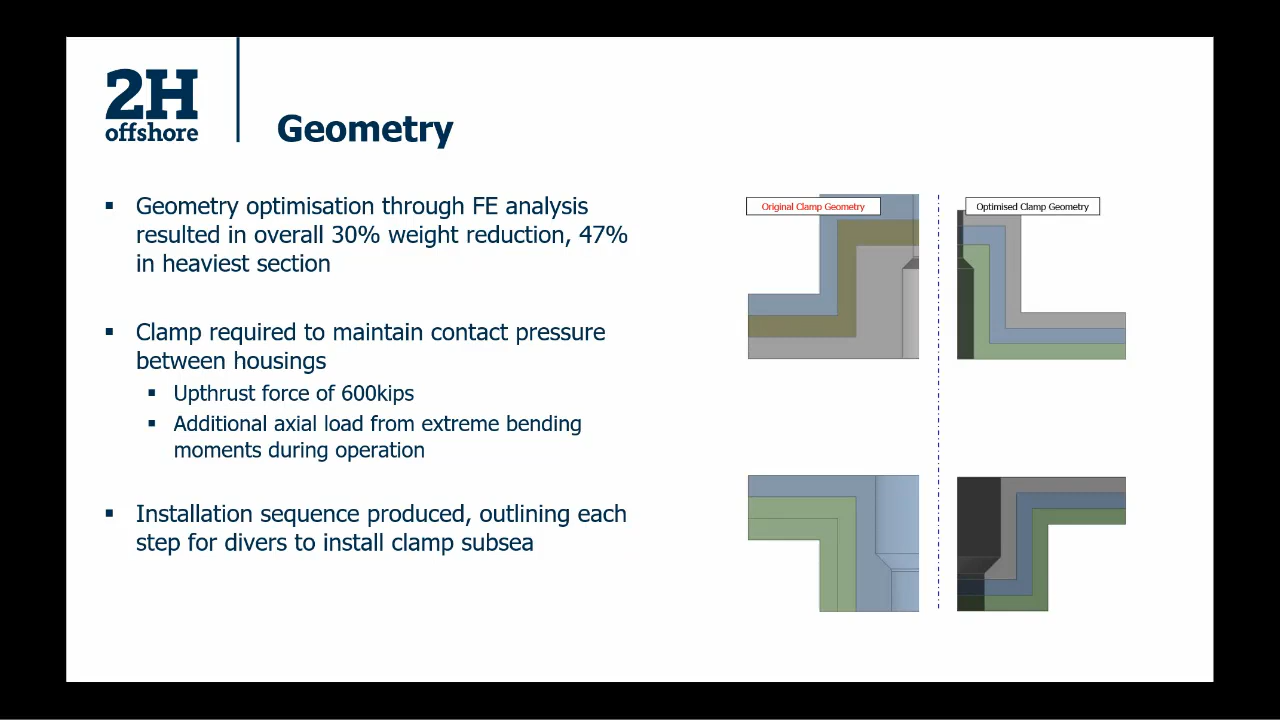 2H
offshore
Geometry
▪ Geometry optimisation through FE analysis
resulted in overall 30% weight reduction, 47%
in heaviest section
▪ Clamp required to maintain contact pressure
between housings
▪ Upthrust force of 600kips
▪ Additional axial load from extreme bending
moments during operation
▪ Installation sequence produced, outlining each
step for divers to install clamp subsea
Original Clamp Geometry
Optimised Clamp Geometry